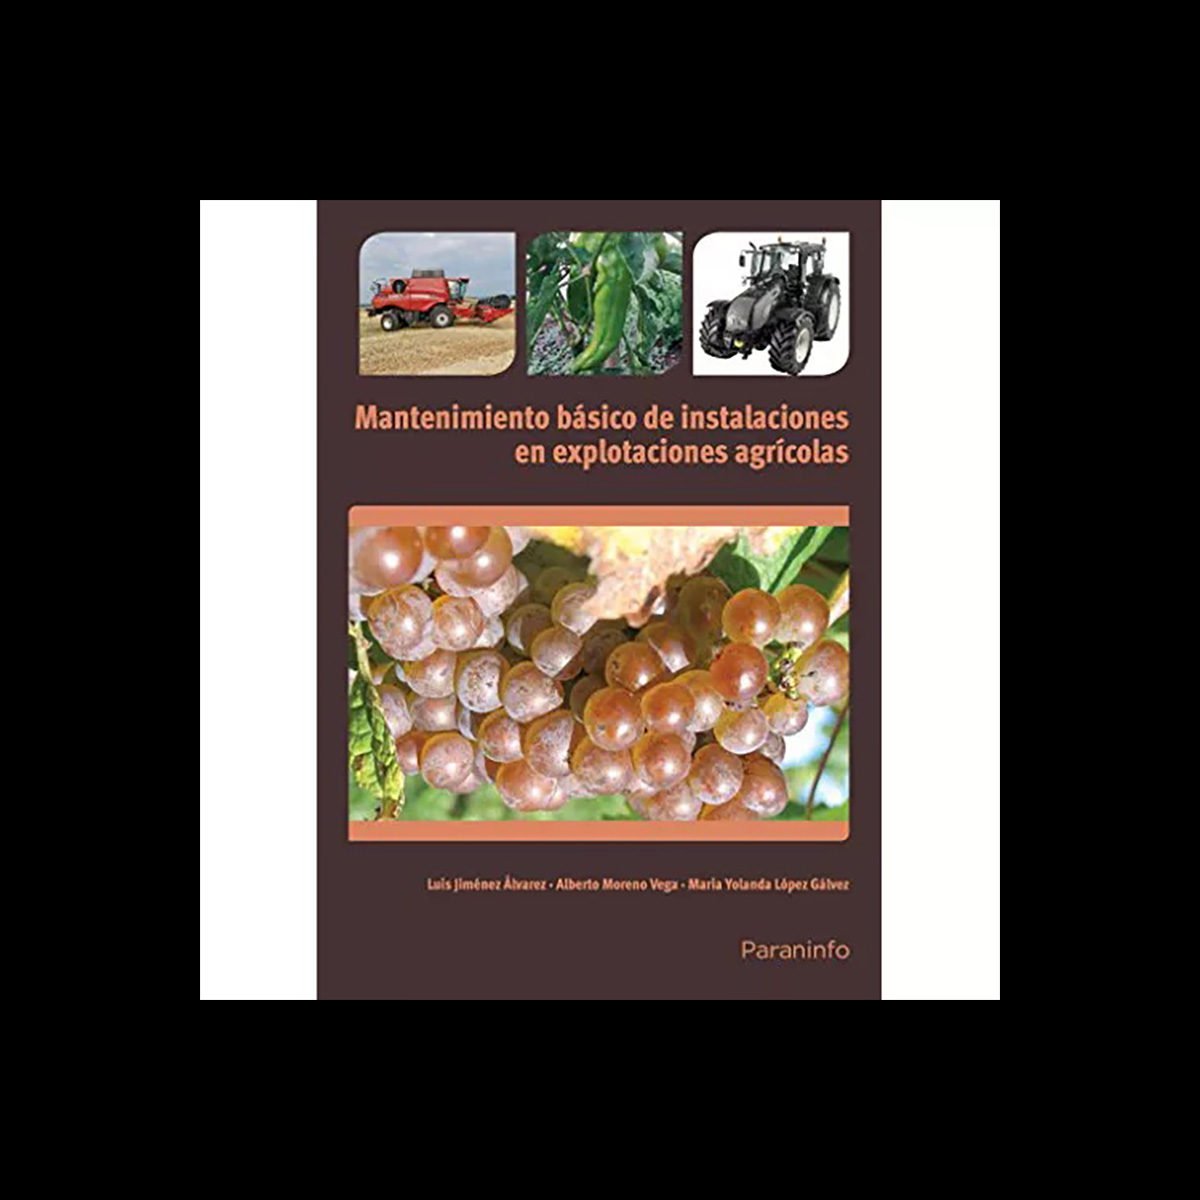 Mantenimiento básico de instalaciones
en explotaciones agrícolas
Luis Jiménez Álvarez • Alberto Moreno Vega • María Yolanda López Gálvez
Paraninfo